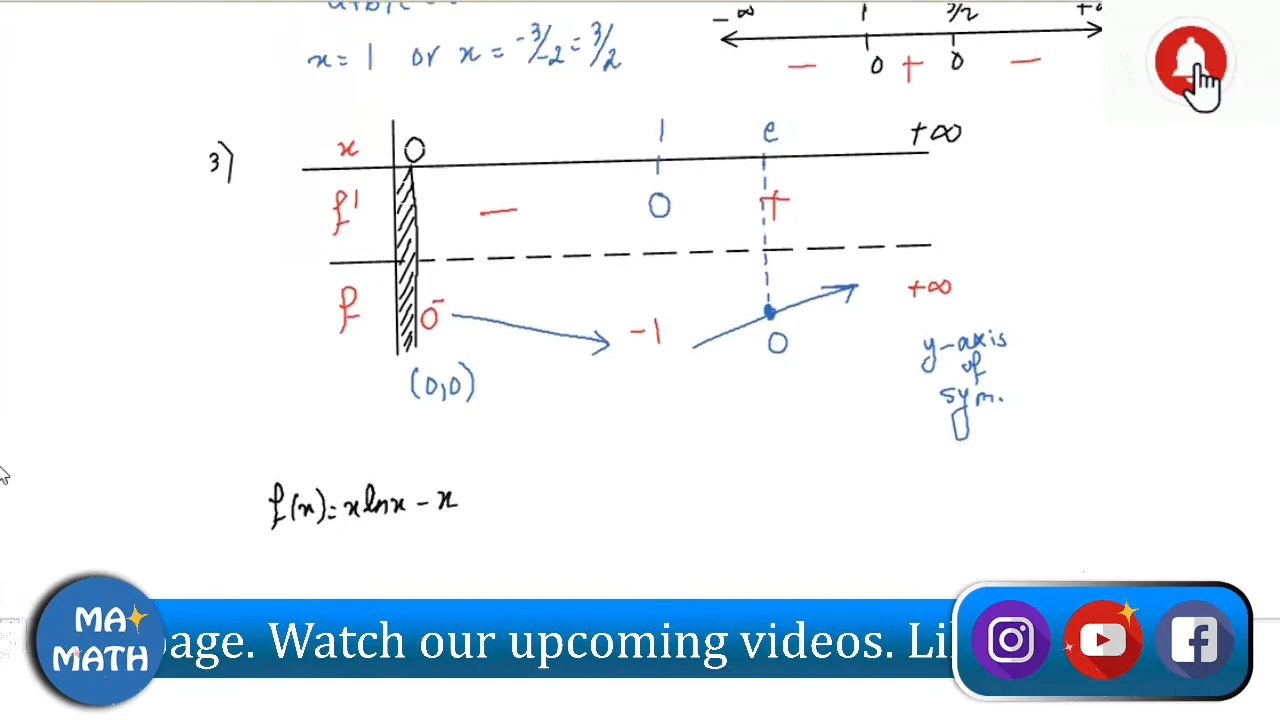 -∞ 1 3/2
x = 1 or x = -3/-2 = 3/2
- 0 + 0 -
3) x 0 1 e +∞
f' - 0 +
f 0⁻ -1 0 +∞
(0,0)
y-axis
of
sym.
f(x) = x ln x - x
MA
MATH
page. Watch our upcoming videos. Li